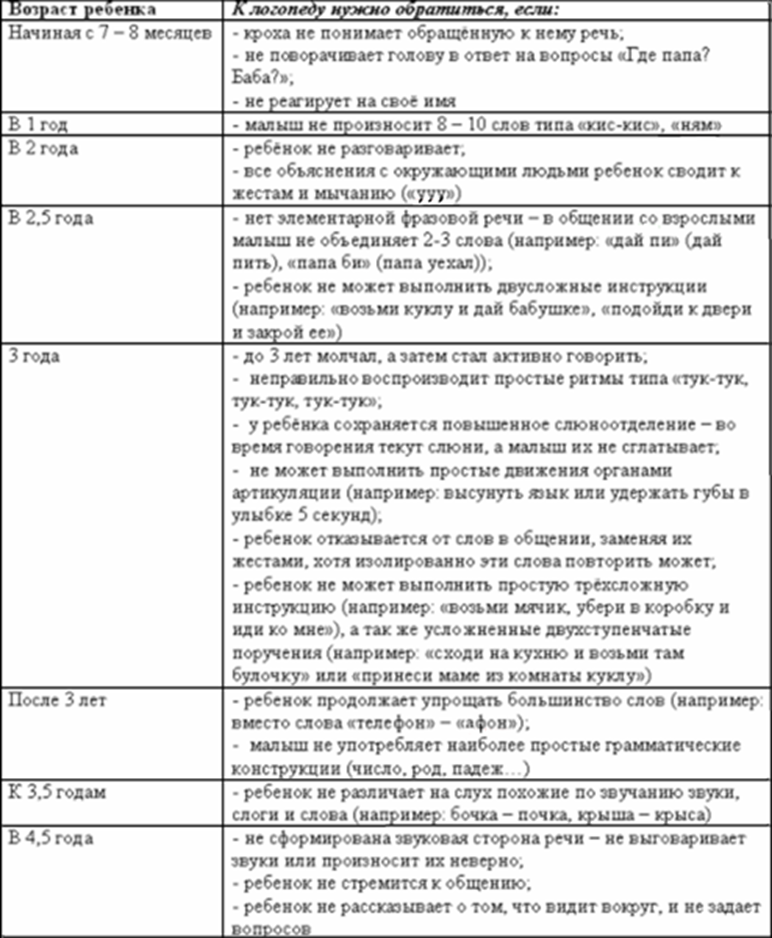 Возраст ребенка
К логопеду нужно обратиться, если:
Начиная с 7 – 8 месяцев
- кроха не понимает обращённую к нему речь;
- не поворачивает голову в ответ на вопросы «Где папа?
Баба?»;
- не реагирует на своё имя
В 1 год
- малыш не произносит 8 – 10 слов типа «кис-кис», «ням»
В 2 года
- ребёнок не разговаривает;
- все объяснения с окружающими людьми ребенок сводит к
жестам и мычанию («ууу»)
В 2,5 года
- нет элементарной фразовой речи – в общении со взрослыми
малыш не объединяет 2-3 слова (например: «дай пи» (дай
пить), «папа би» (папа уехал));
- ребенок не может выполнить двусложные инструкции
(например: «возьми куклу и дай бабушке», «подойди к двери
и закрой ее»)
3 года
- до 3 лет молчал, а затем стал активно говорить;
- неправильно воспроизводит простые ритмы типа «тук-тук,
тук-тук, тук-тук»;
- у ребёнка сохраняется повышенное слюноотделение – во
время говорения текут слюни, а малыш их не сглатывает;
- не может выполнить простые движения органами
артикуляции (например: высунуть язык или удержать губы в
улыбке 5 секунд);
- ребенок отказывается от слов в общении, заменяя их
жестами, хотя изолированно эти слова повторить может;
- ребенок не может выполнить простую трёхсложную
инструкцию (например: «возьми мячик, убери в коробку и
иди ко мне»), а так же усложненные двухступенчатые
поручения (например: «сходи на кухню и возьми там
булочку» или «принеси маме из комнаты куклу»)
После 3 лет
- ребенок продолжает упрощать большинство слов (например:
вместо слова «телефон» – «афон»);
- малыш не употребляет наиболее простые грамматические
конструкции (число, род, падеж…)
К 3,5 годам
- ребенок не различает на слух похожие по звучанию звуки,
слоги и слова (например: бочка – почка, крыша – крыса)
В 4,5 года
- не сформирована звуковая сторона речи – не выговаривает
звуки или произносит их неверно;
- ребенок не стремится к общению;
- ребенок не рассказывает о том, что видит вокруг, и не задает
вопросов